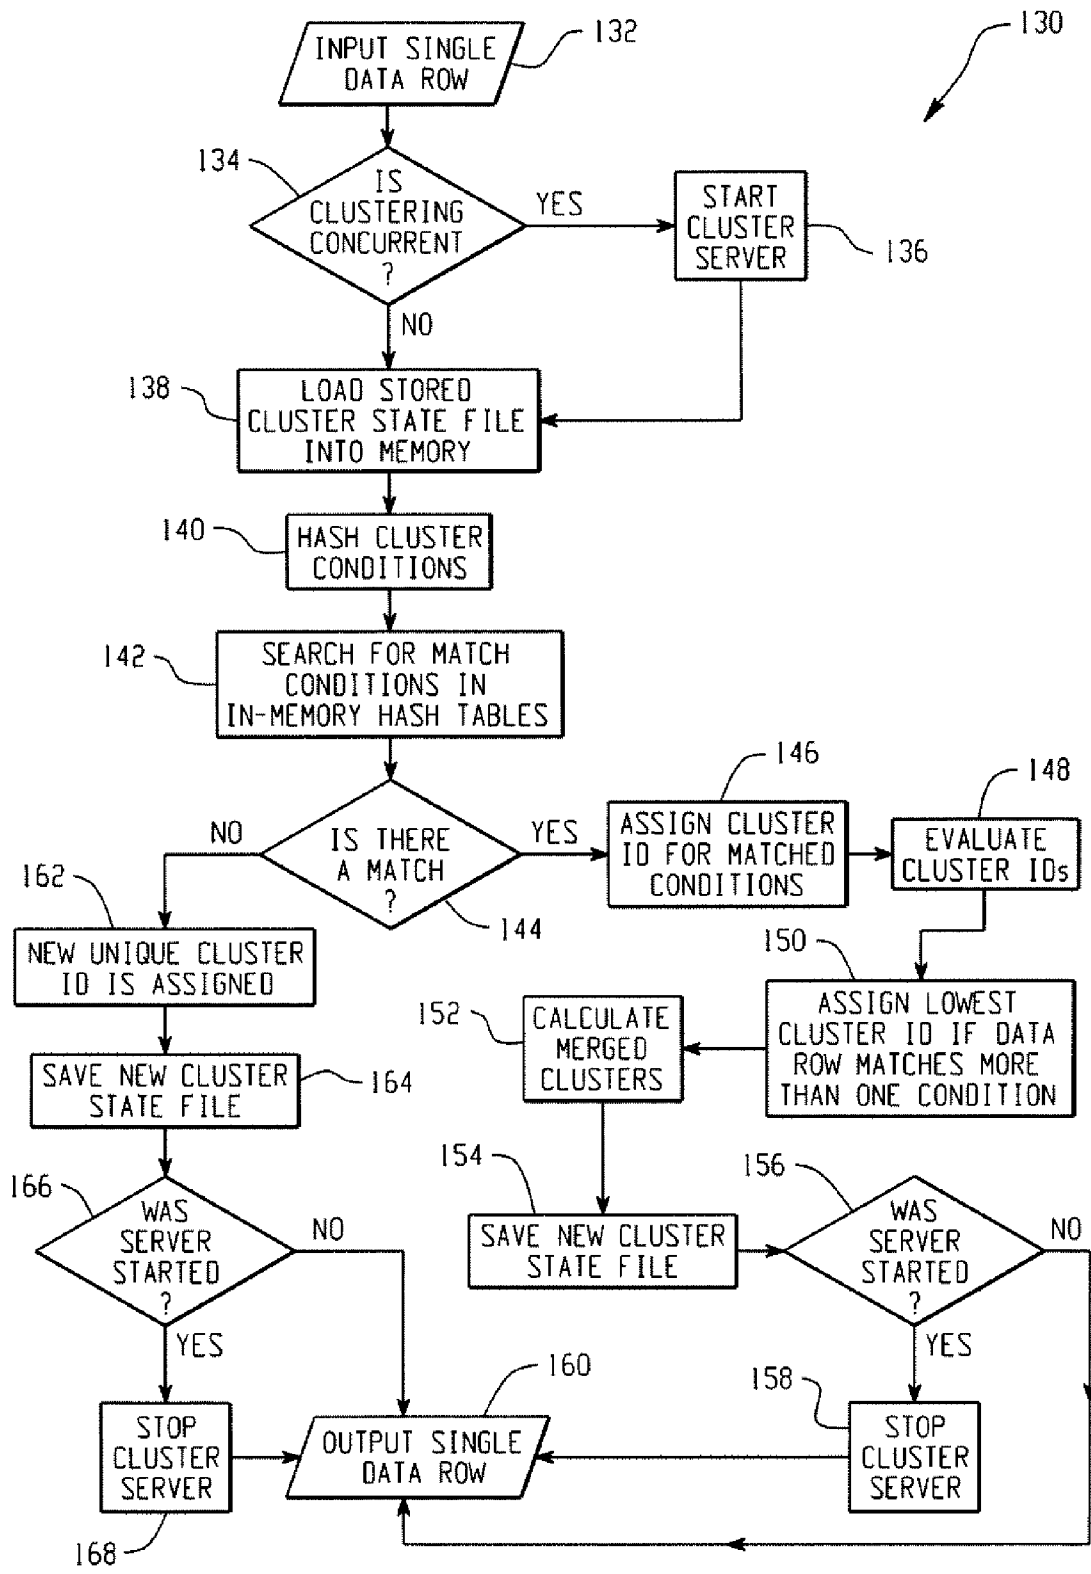 130
INPUT SINGLE
DATA ROW
132
134
IS
CLUSTERING
CONCURRENT
?
YES
START
CLUSTER
SERVER
136
NO
138
LOAD STORED
CLUSTER STATE FILE
INTO MEMORY
140
HASH CLUSTER
CONDITIONS
142
SEARCH FOR MATCH
CONDITIONS IN
IN-MEMORY HASH TABLES
NO
IS THERE
A MATCH
?
144
YES
146
ASSIGN CLUSTER
ID FOR MATCHED
CONDITIONS
148
EVALUATE
CLUSTER IDs
150
ASSIGN LOWEST
CLUSTER ID IF DATA
ROW MATCHES MORE
THAN ONE CONDITION
152
CALCULATE
MERGED
CLUSTERS
162
NEW UNIQUE CLUSTER
ID IS ASSIGNED
SAVE NEW CLUSTER
STATE FILE
164
154
SAVE NEW CLUSTER
STATE FILE
156
WAS
SERVER
STARTED
?
NO
YES
166
WAS
SERVER
STARTED
?
NO
YES
158
STOP
CLUSTER
SERVER
160
OUTPUT SINGLE
DATA ROW
STOP
CLUSTER
SERVER
168